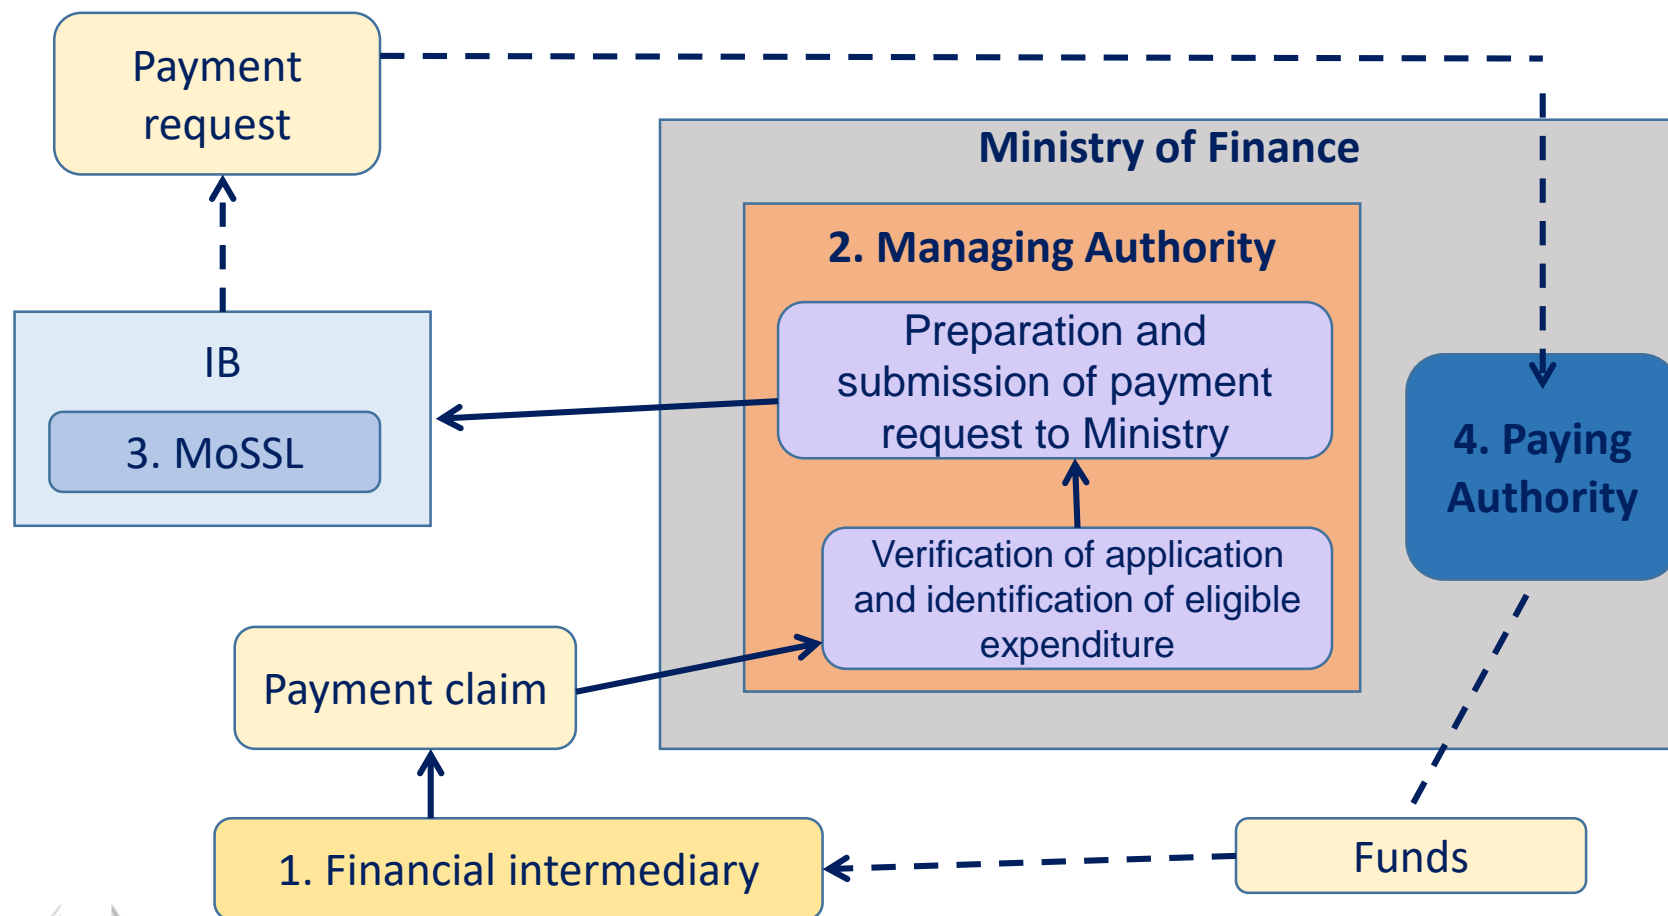 Payment
request
Ministry of Finance
2. Managing Authority
Preparation and
submission of payment
request to Ministry
IB
3. MoSSL
4. Paying
Authority
Verification of application
and identification of eligible
expenditure
Payment claim
1. Financial intermediary
Funds